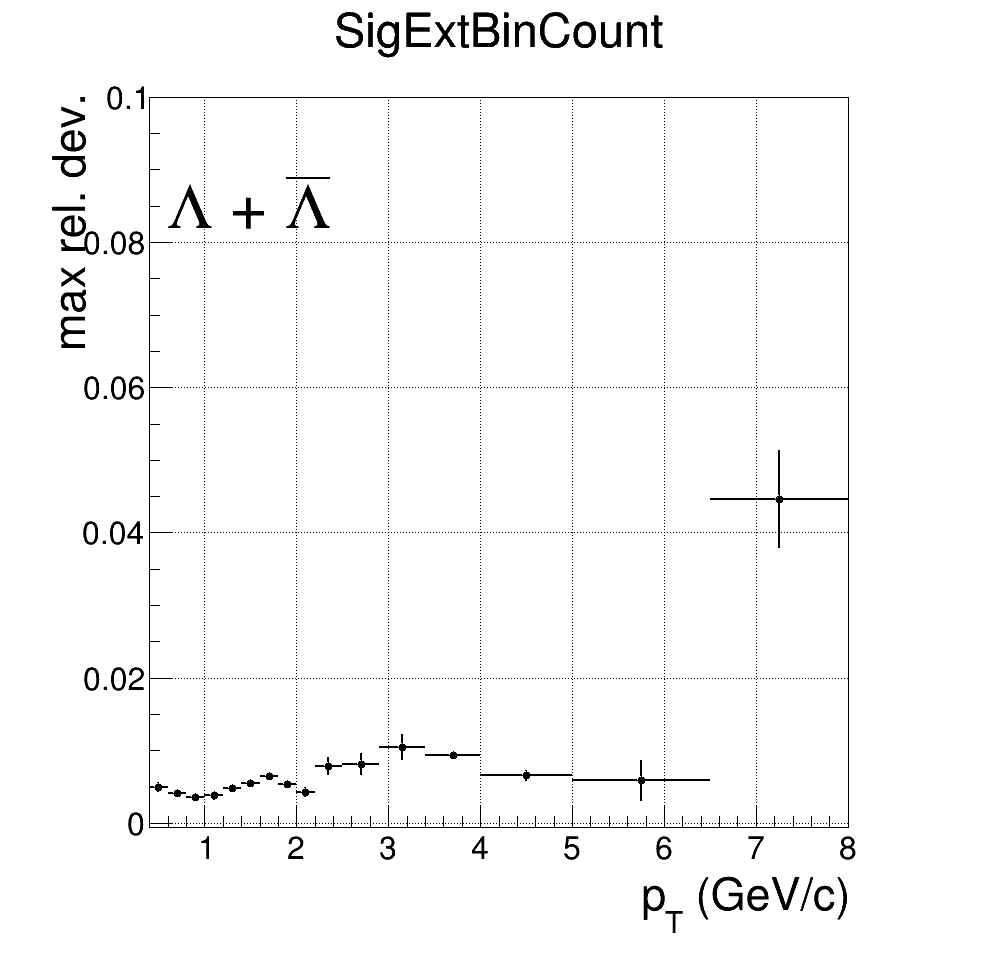 SigExtBinCount
max rel. dev.
0.1
0.08
0.06
0.04
0.02
0
Λ + Λ̅
1 2 3 4 5 6 7 8
p_T (GeV/c)